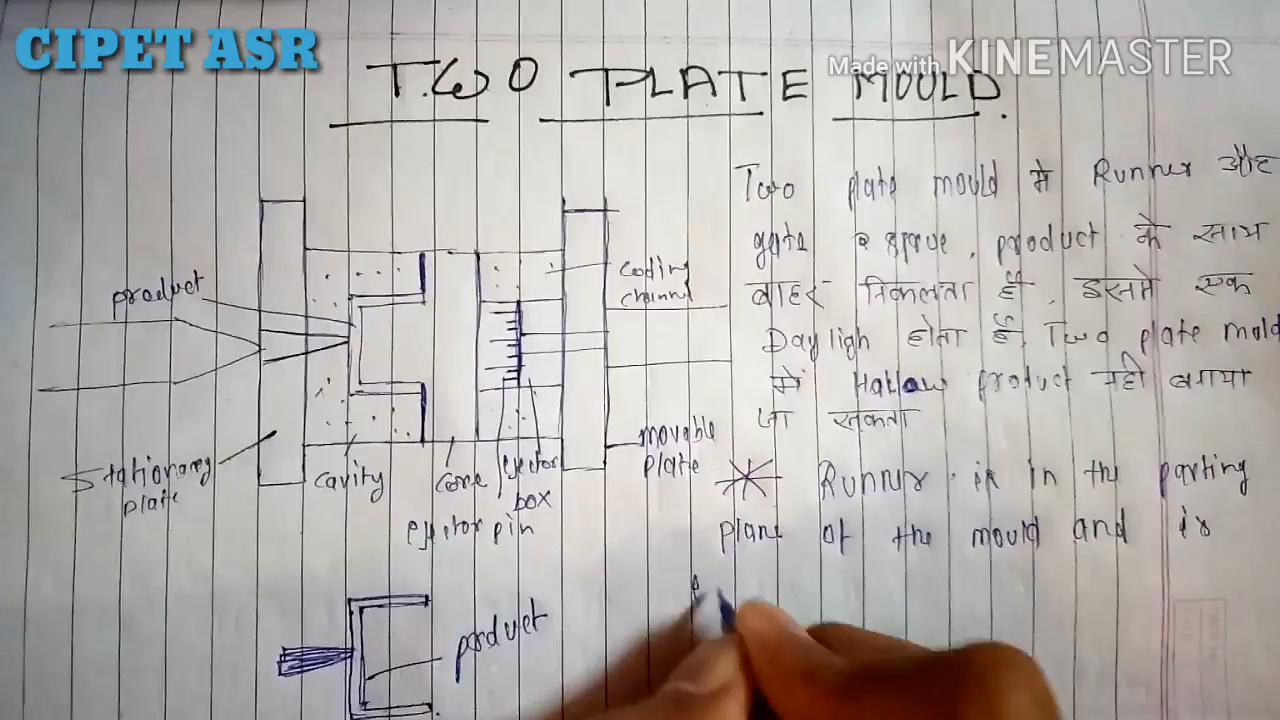 CIPET ASR
Made with KINEMASTER
TWO PLATE MOULD.
Two plate mould मे Runner और
gate व sprue, product के साथ
बाहर निकलता है. इसमे एक
Dayligh होता है Two plate mold
में Hallow product नही बनाया
जा सकता
* Runner is in the parting
plane of the mould and is
product
cooling
channel
movable
plate
Stationary
plate
cavity
core
ejector
box
ejector pin
product